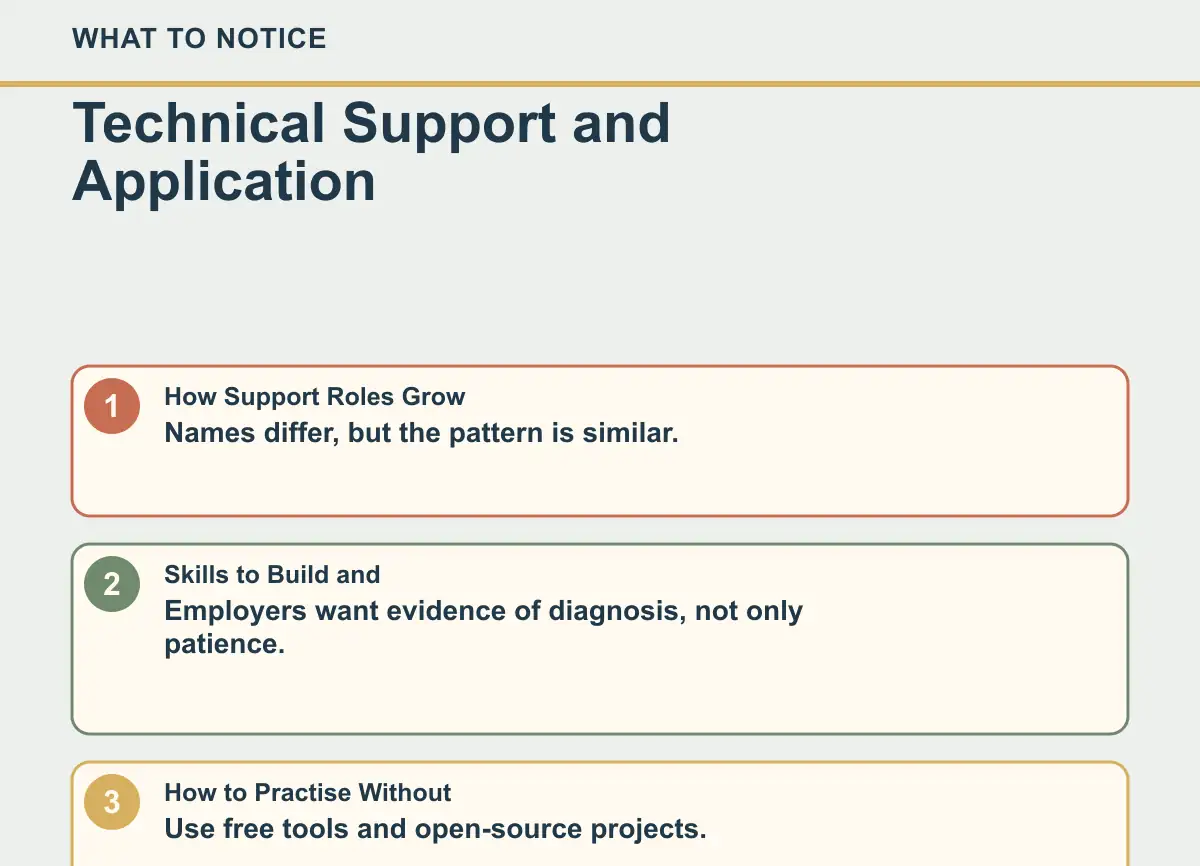 WHAT TO NOTICE
Technical Support and
Application
1
How Support Roles Grow
Names differ, but the pattern is similar.
2
Skills to Build and
Employers want evidence of diagnosis, not only
patience.
3
How to Practise Without
Use free tools and open-source projects.